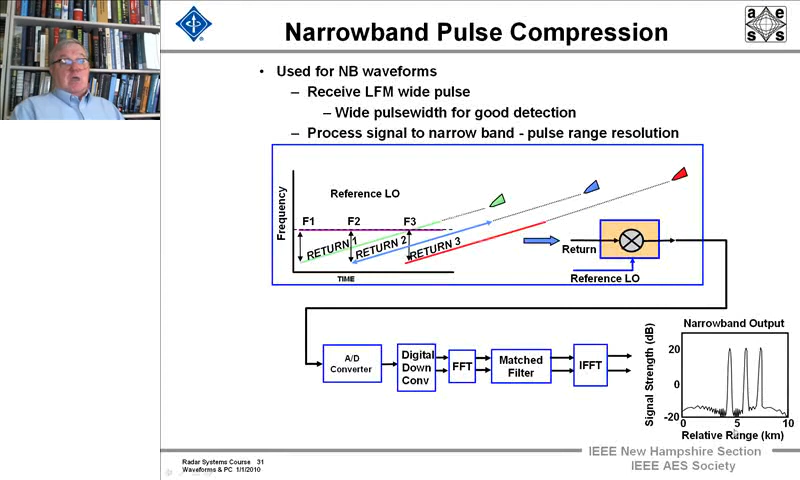 Narrowband Pulse Compression
a e
s s
• Used for NB waveforms
– Receive LFM wide pulse
– Wide pulsewidth for good detection
– Process signal to narrow band - pulse range resolution
Frequency
Reference LO
F1 F2 F3
RETURN 1
RETURN 2
RETURN 3
TIME
Return
Reference LO
A/D
Converter
Digital
Down
Conv
FFT
Matched
Filter
IFFT
Narrowband Output
Signal Strength (dB)
20
0
-20
0 5 10
Relative Range (km)
Radar Systems Course 31
Waveforms & PC 1/1/2010
IEEE New Hampshire Section
IEEE AES Society